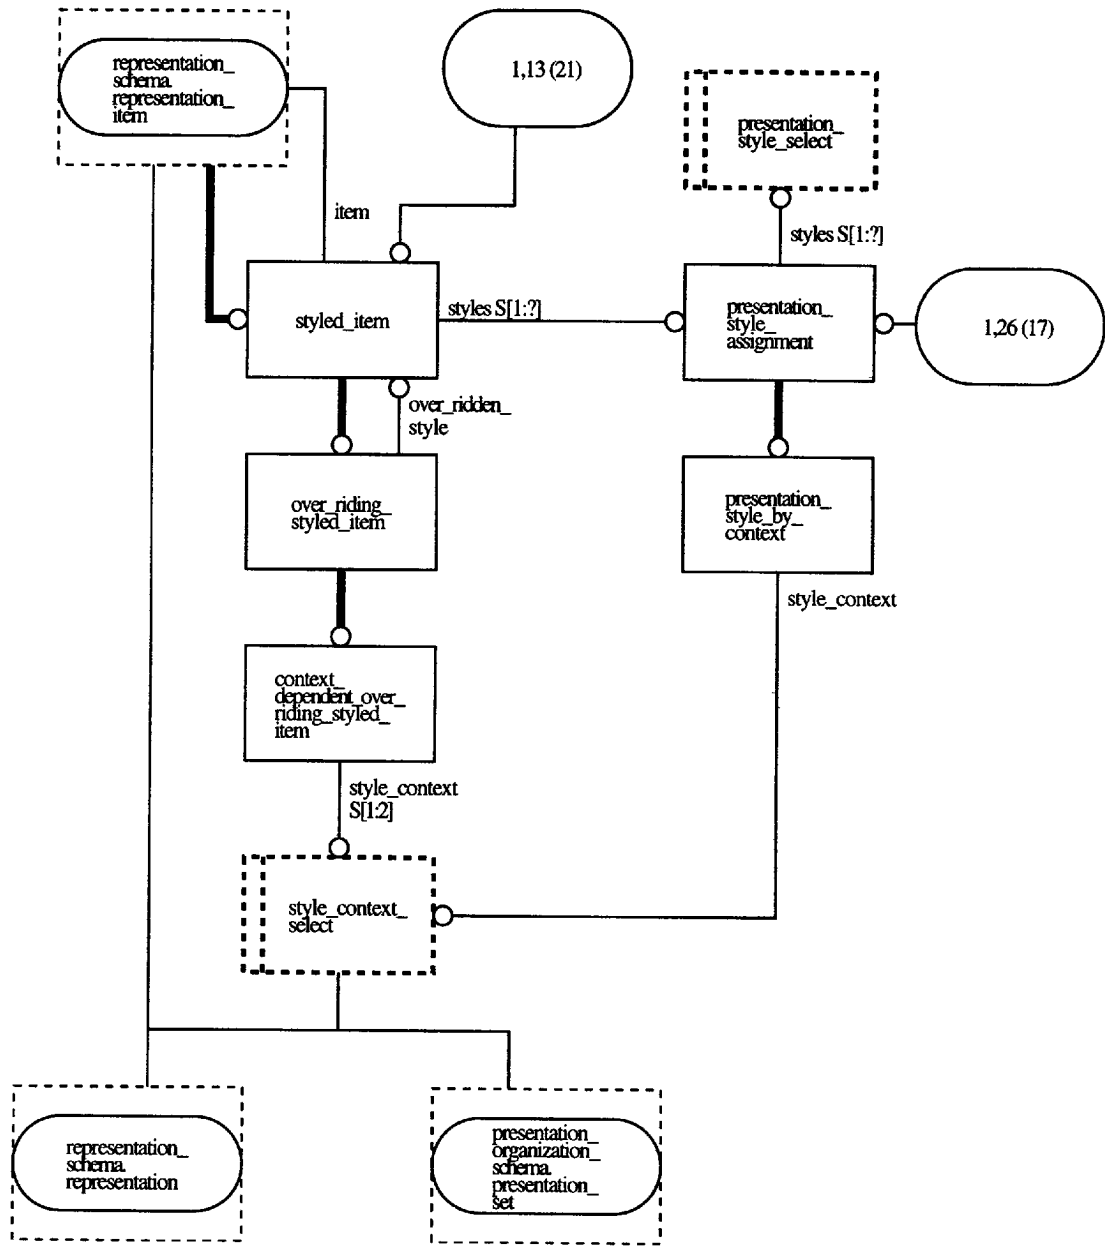 representation_
schema.
representation_
item
1,13 (21)
presentation_
style_select
item
styles S[1:?]
styled_item
styles S[1:?]
presentation_
style_
assignment
1,26 (17)
over_ridden_
style
over_riding_
styled_item
presentation_
style_by_
context
style_context
context_
dependent_over_
riding_styled_
item
style_context
S[1:2]
style_context_
select
representation_
schema.
representation
presentation_
organization_
schema.
presentation_
set